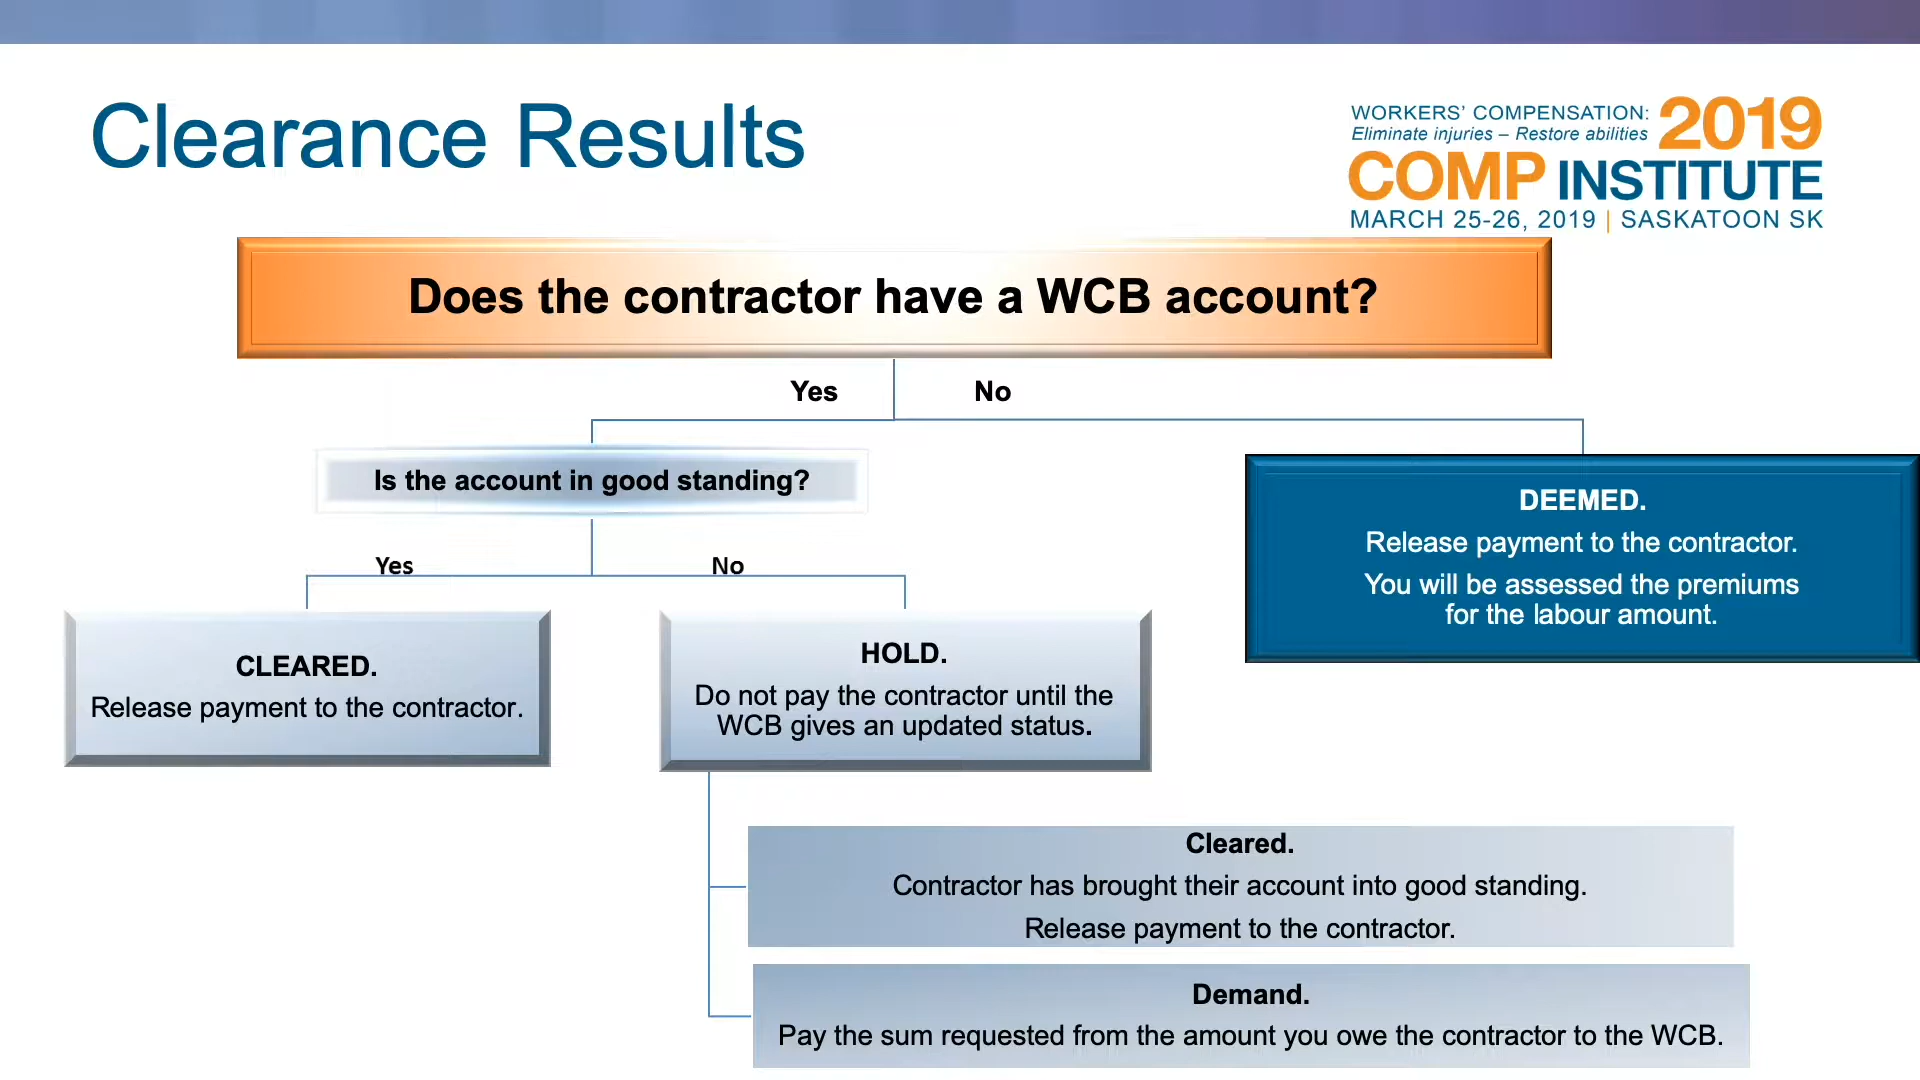 Clearance Results
WORKERS' COMPENSATION: 2019
Eliminate injuries – Restore abilities
COMP INSTITUTE
MARCH 25-26, 2019 | SASKATOON SK
Does the contractor have a WCB account?
Yes
No
Is the account in good standing?
DEEMED.
Release payment to the contractor.
You will be assessed the premiums
for the labour amount.
Yes
No
CLEARED.
Release payment to the contractor.
HOLD.
Do not pay the contractor until the
WCB gives an updated status.
Cleared.
Contractor has brought their account into good standing.
Release payment to the contractor.
Demand.
Pay the sum requested from the amount you owe the contractor to the WCB.